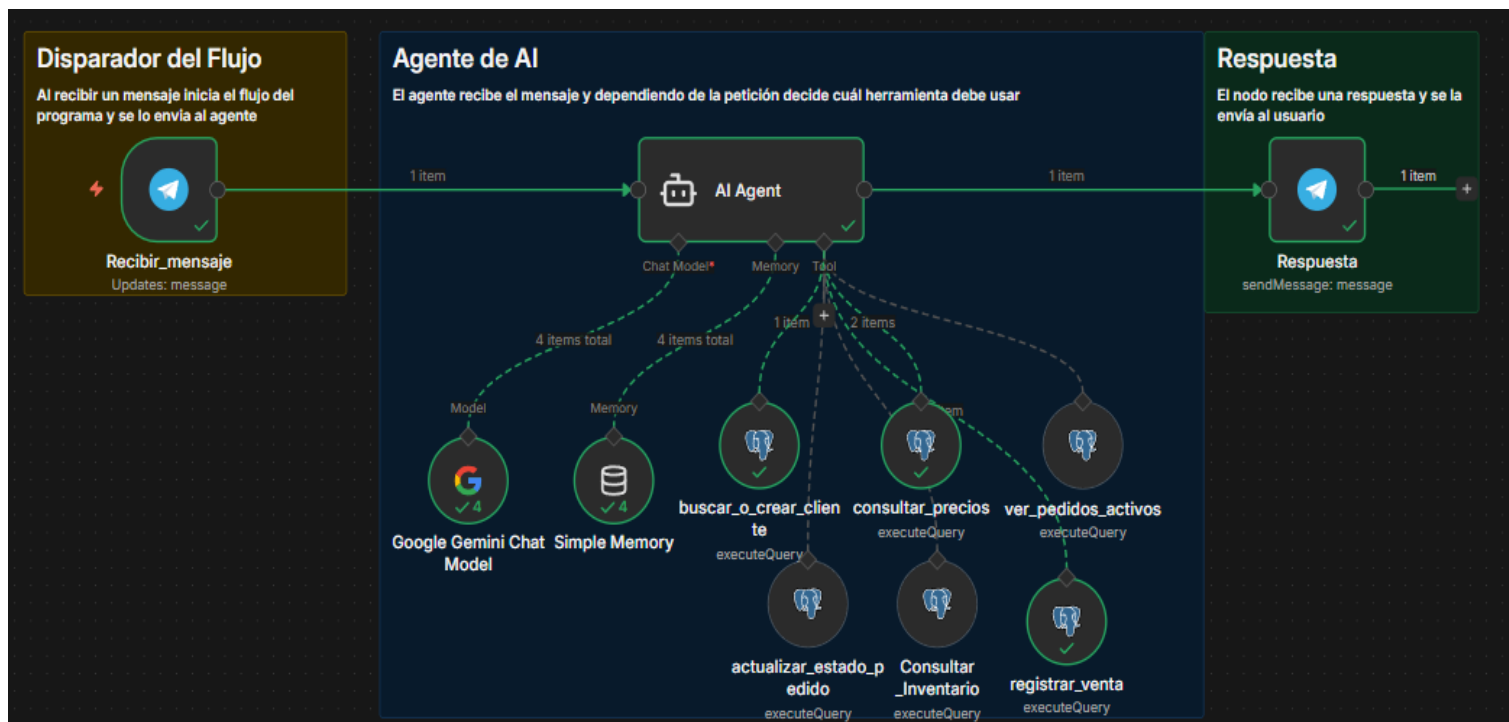 Disparador del Flujo
Al recibir un mensaje inicia el flujo del
programa y se lo envia al agente
Recibir_mensaje
Updates: message
Agente de AI
El agente recibe el mensaje y dependiendo de la petición decide cuál herramienta debe usar
1 item
AI Agent
1 item
Chat Model*
Memory
Tool
1 item
2 items
4 items total
4 items total
Model
Memory
Google Gemini Chat
Model
4
Simple Memory
4
buscar_o_crear_clien
te
executeQuery
consultar_precios
executeQuery
ver_pedidos_activos
executeQuery
actualizar_estado_p
edido
executeQuery
Consultar
_Inventario
executeQuery
registrar_venta
executeQuery
Respuesta
El nodo recibe una respuesta y se la
envía al usuario
1 item
Respuesta
sendMessage: message